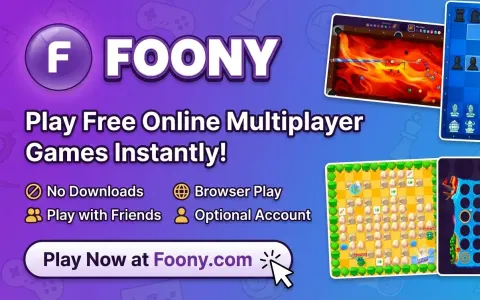 F FOONY
Play Free Online Multiplayer
Games Instantly!
No Downloads
Browser Play
Play with Friends
Optional Account
Play Now at Foony.com